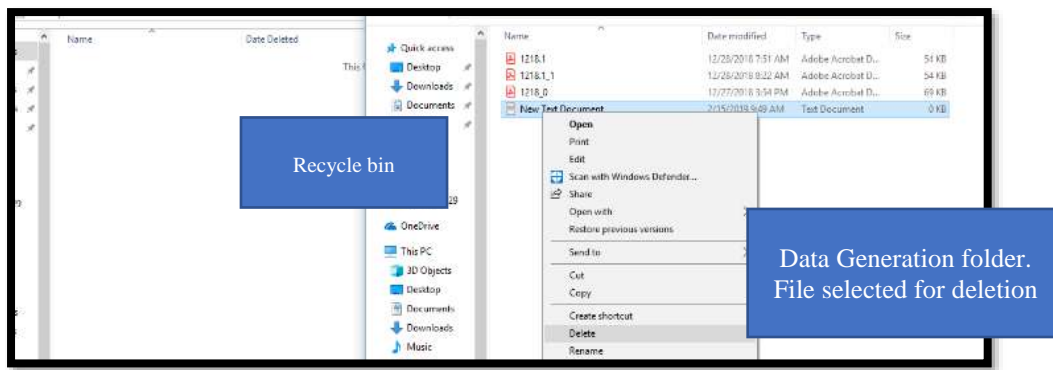 Name
Date Deleted
This
Recycle bin
Quick access
Desktop
Downloads
Documents
29
OneDrive
This PC
3D Objects
Desktop
Documents
Downloads
Music
Name
Date modified
Type
Size
1218.1
12/28/2018 7:51 AM
Adobe Acrobat D...
54 KB
1218.1_1
12/28/2018 8:22 AM
Adobe Acrobat D...
54 KB
1218_0
12/27/2018 3:54 PM
Adobe Acrobat D...
69 KB
New Text Document
2/15/2019 9:49 AM
Text Document
0 KB
Open
Print
Edit
Scan with Windows Defender...
Share
Open with
Restore previous versions
Send to
Cut
Copy
Create shortcut
Delete
Rename
Data Generation folder.
File selected for deletion